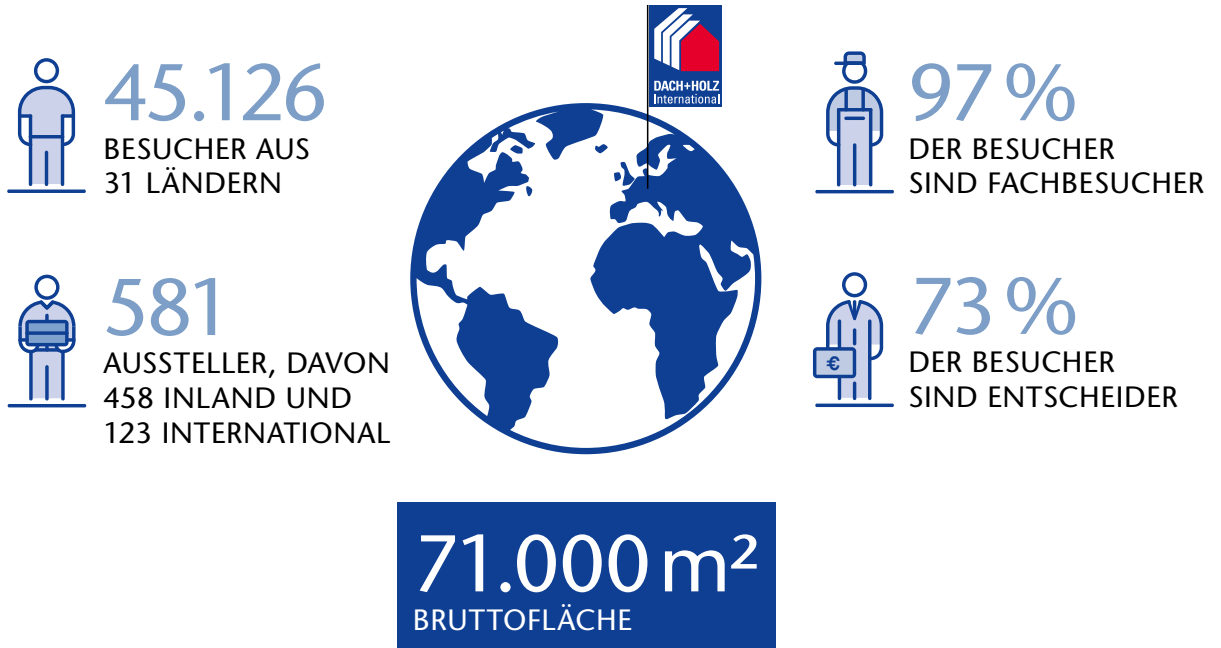 45.126
BESUCHER AUS
31 LÄNDERN
581
AUSSTELLER, DAVON
458 INLAND UND
123 INTERNATIONAL
DACH+HOLZ
International
97 %
DER BESUCHER
SIND FACHBESUCHER
73 %
DER BESUCHER
SIND ENTSCHEIDER
€
71.000 m²
BRUTTOFLÄCHE